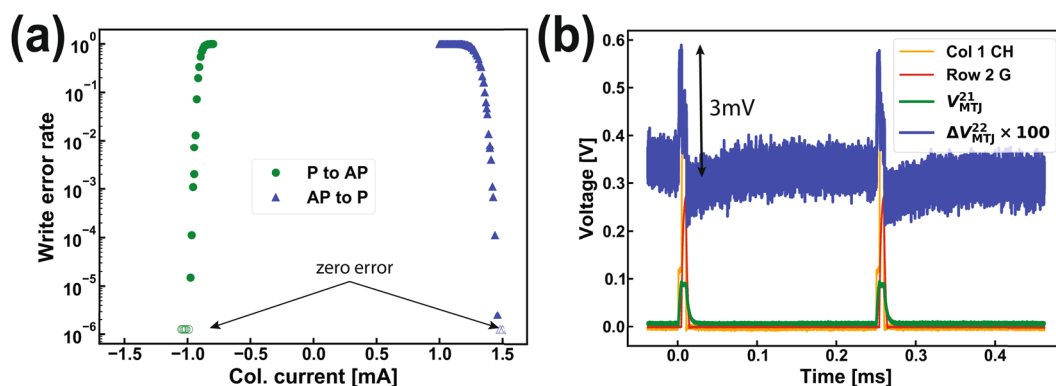 (a)
Write error rate
10⁰
10⁻¹
10⁻²
10⁻³
10⁻⁴
10⁻⁵
10⁻⁶
P to AP
AP to P
zero error
−1.5 −1.0 −0.5 0.0 0.5 1.0 1.5
Col. current [mA]
(b)
Voltage [V]
0.6
0.5
0.4
0.3
0.2
0.1
0.0
3mV
Col 1 CH
Row 2 G
V²¹MTJ
ΔV²²MTJ × 100
0.0 0.1 0.2 0.3 0.4
Time [ms]